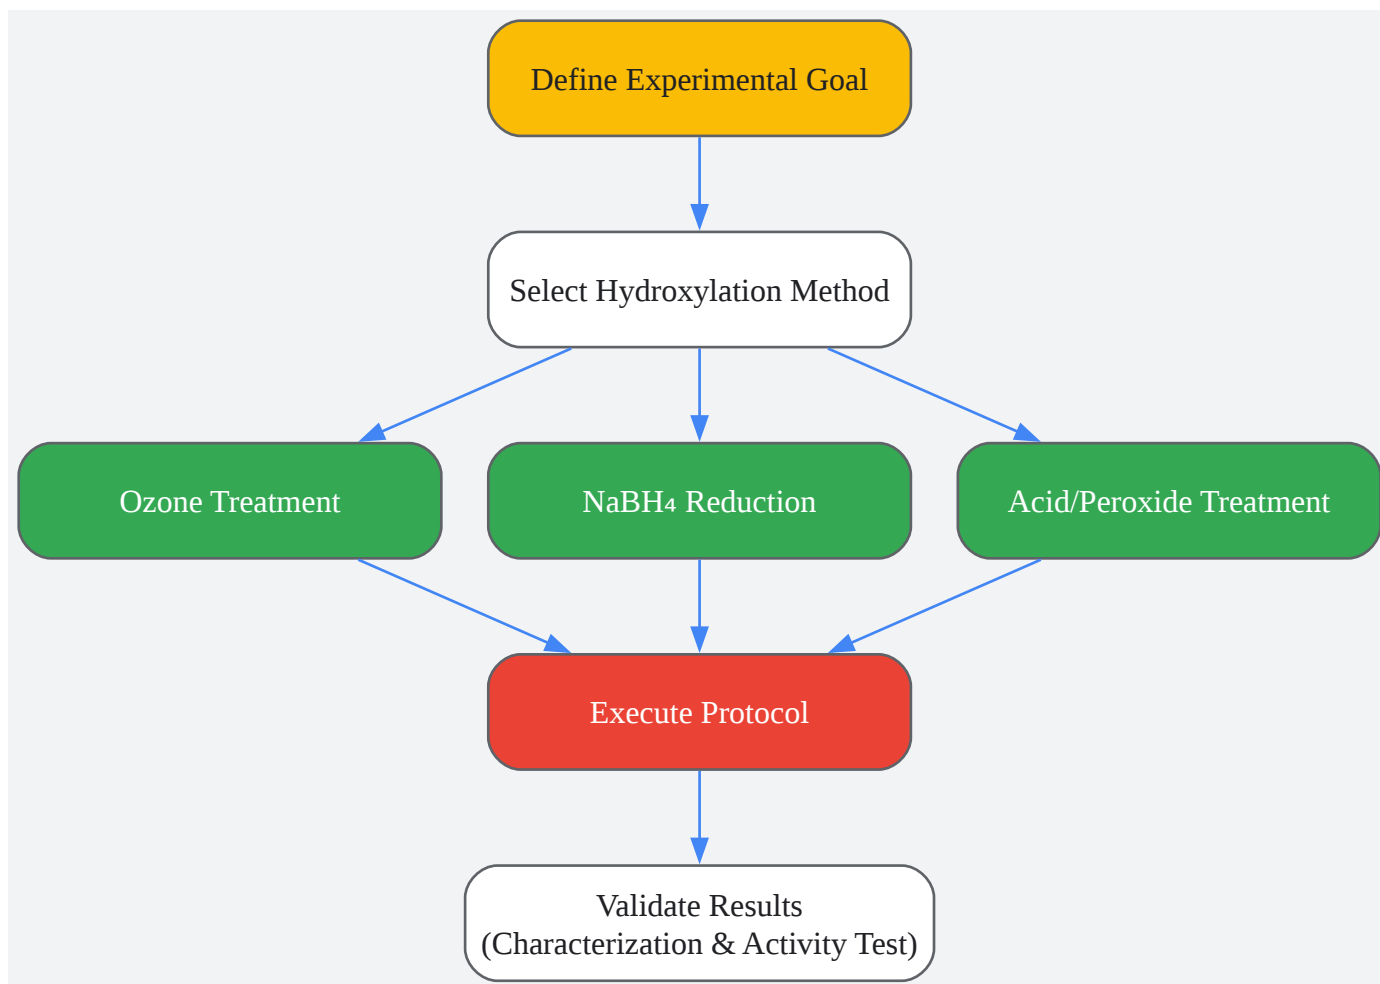 Define Experimental Goal
Select Hydroxylation Method
Ozone Treatment
NaBH₄ Reduction
Acid/Peroxide Treatment
Execute Protocol
Validate Results
(Characterization & Activity Test)